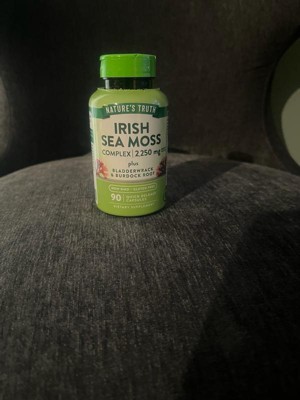 NATURE'S TRUTH
IRISH
SEA MOSS
COMPLEX | 2,250 mg
plus
BLADDERWRACK
& BURDOCK ROOT
90